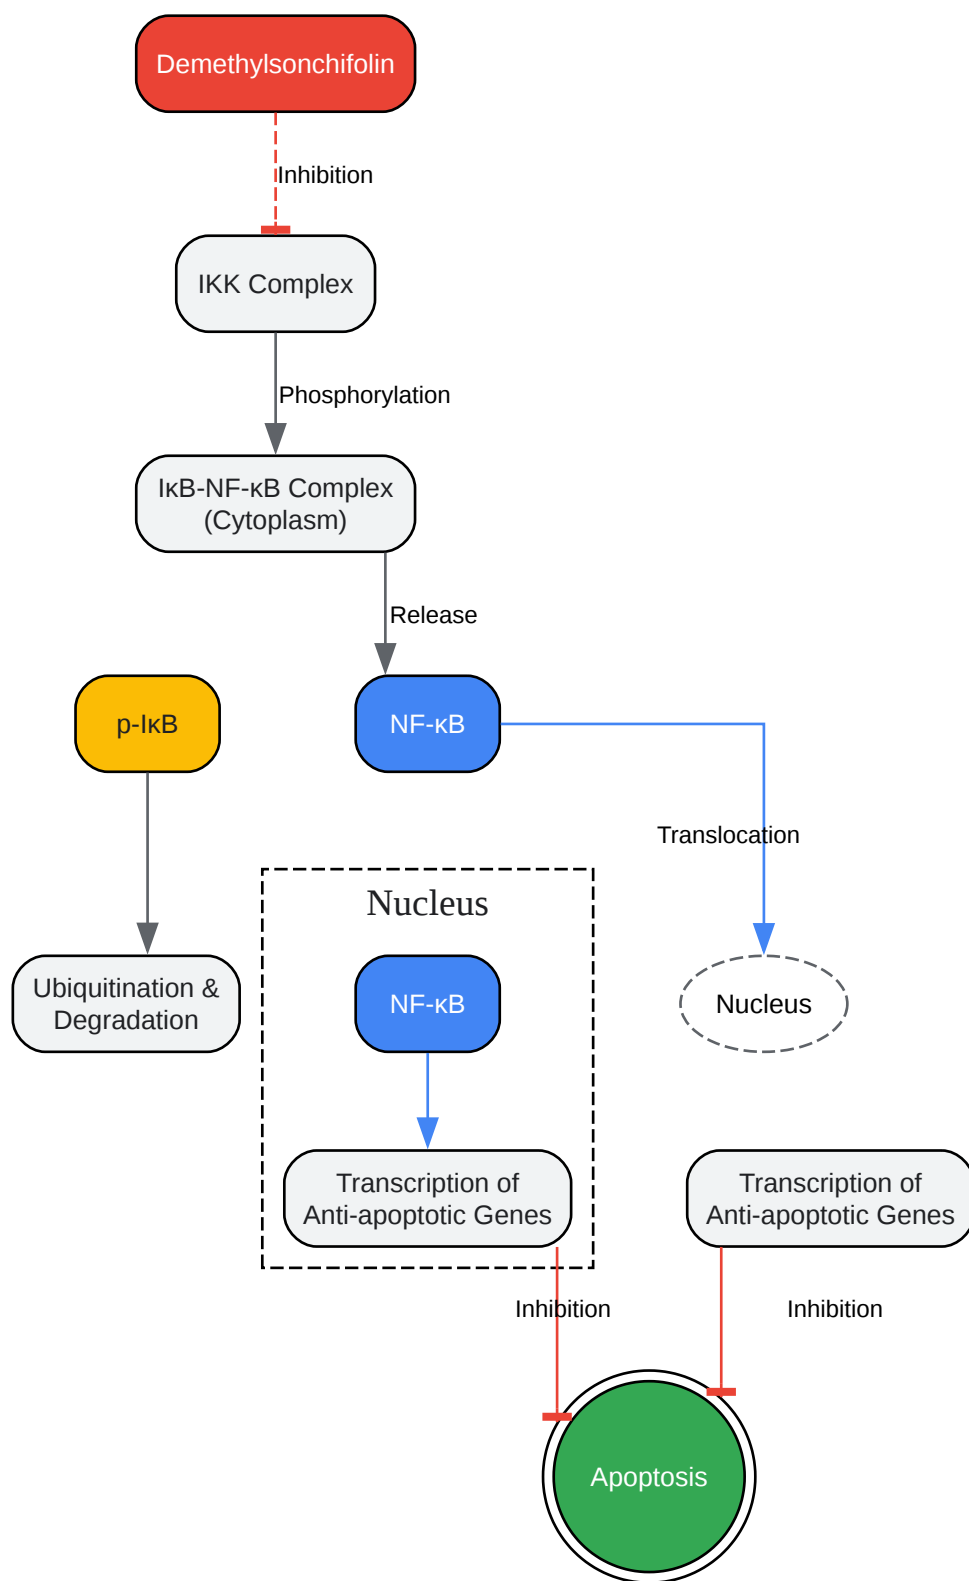 Demethylsonchifolin
Inhibition
IKK Complex
Phosphorylation
IκB-NF-κB Complex
(Cytoplasm)
Release
p-IκB
NF-κB
Translocation
Nucleus
Ubiquitination &
Degradation
NF-κB
Nucleus
Transcription of
Anti-apoptotic Genes
Transcription of
Anti-apoptotic Genes
Inhibition
Inhibition
Apoptosis